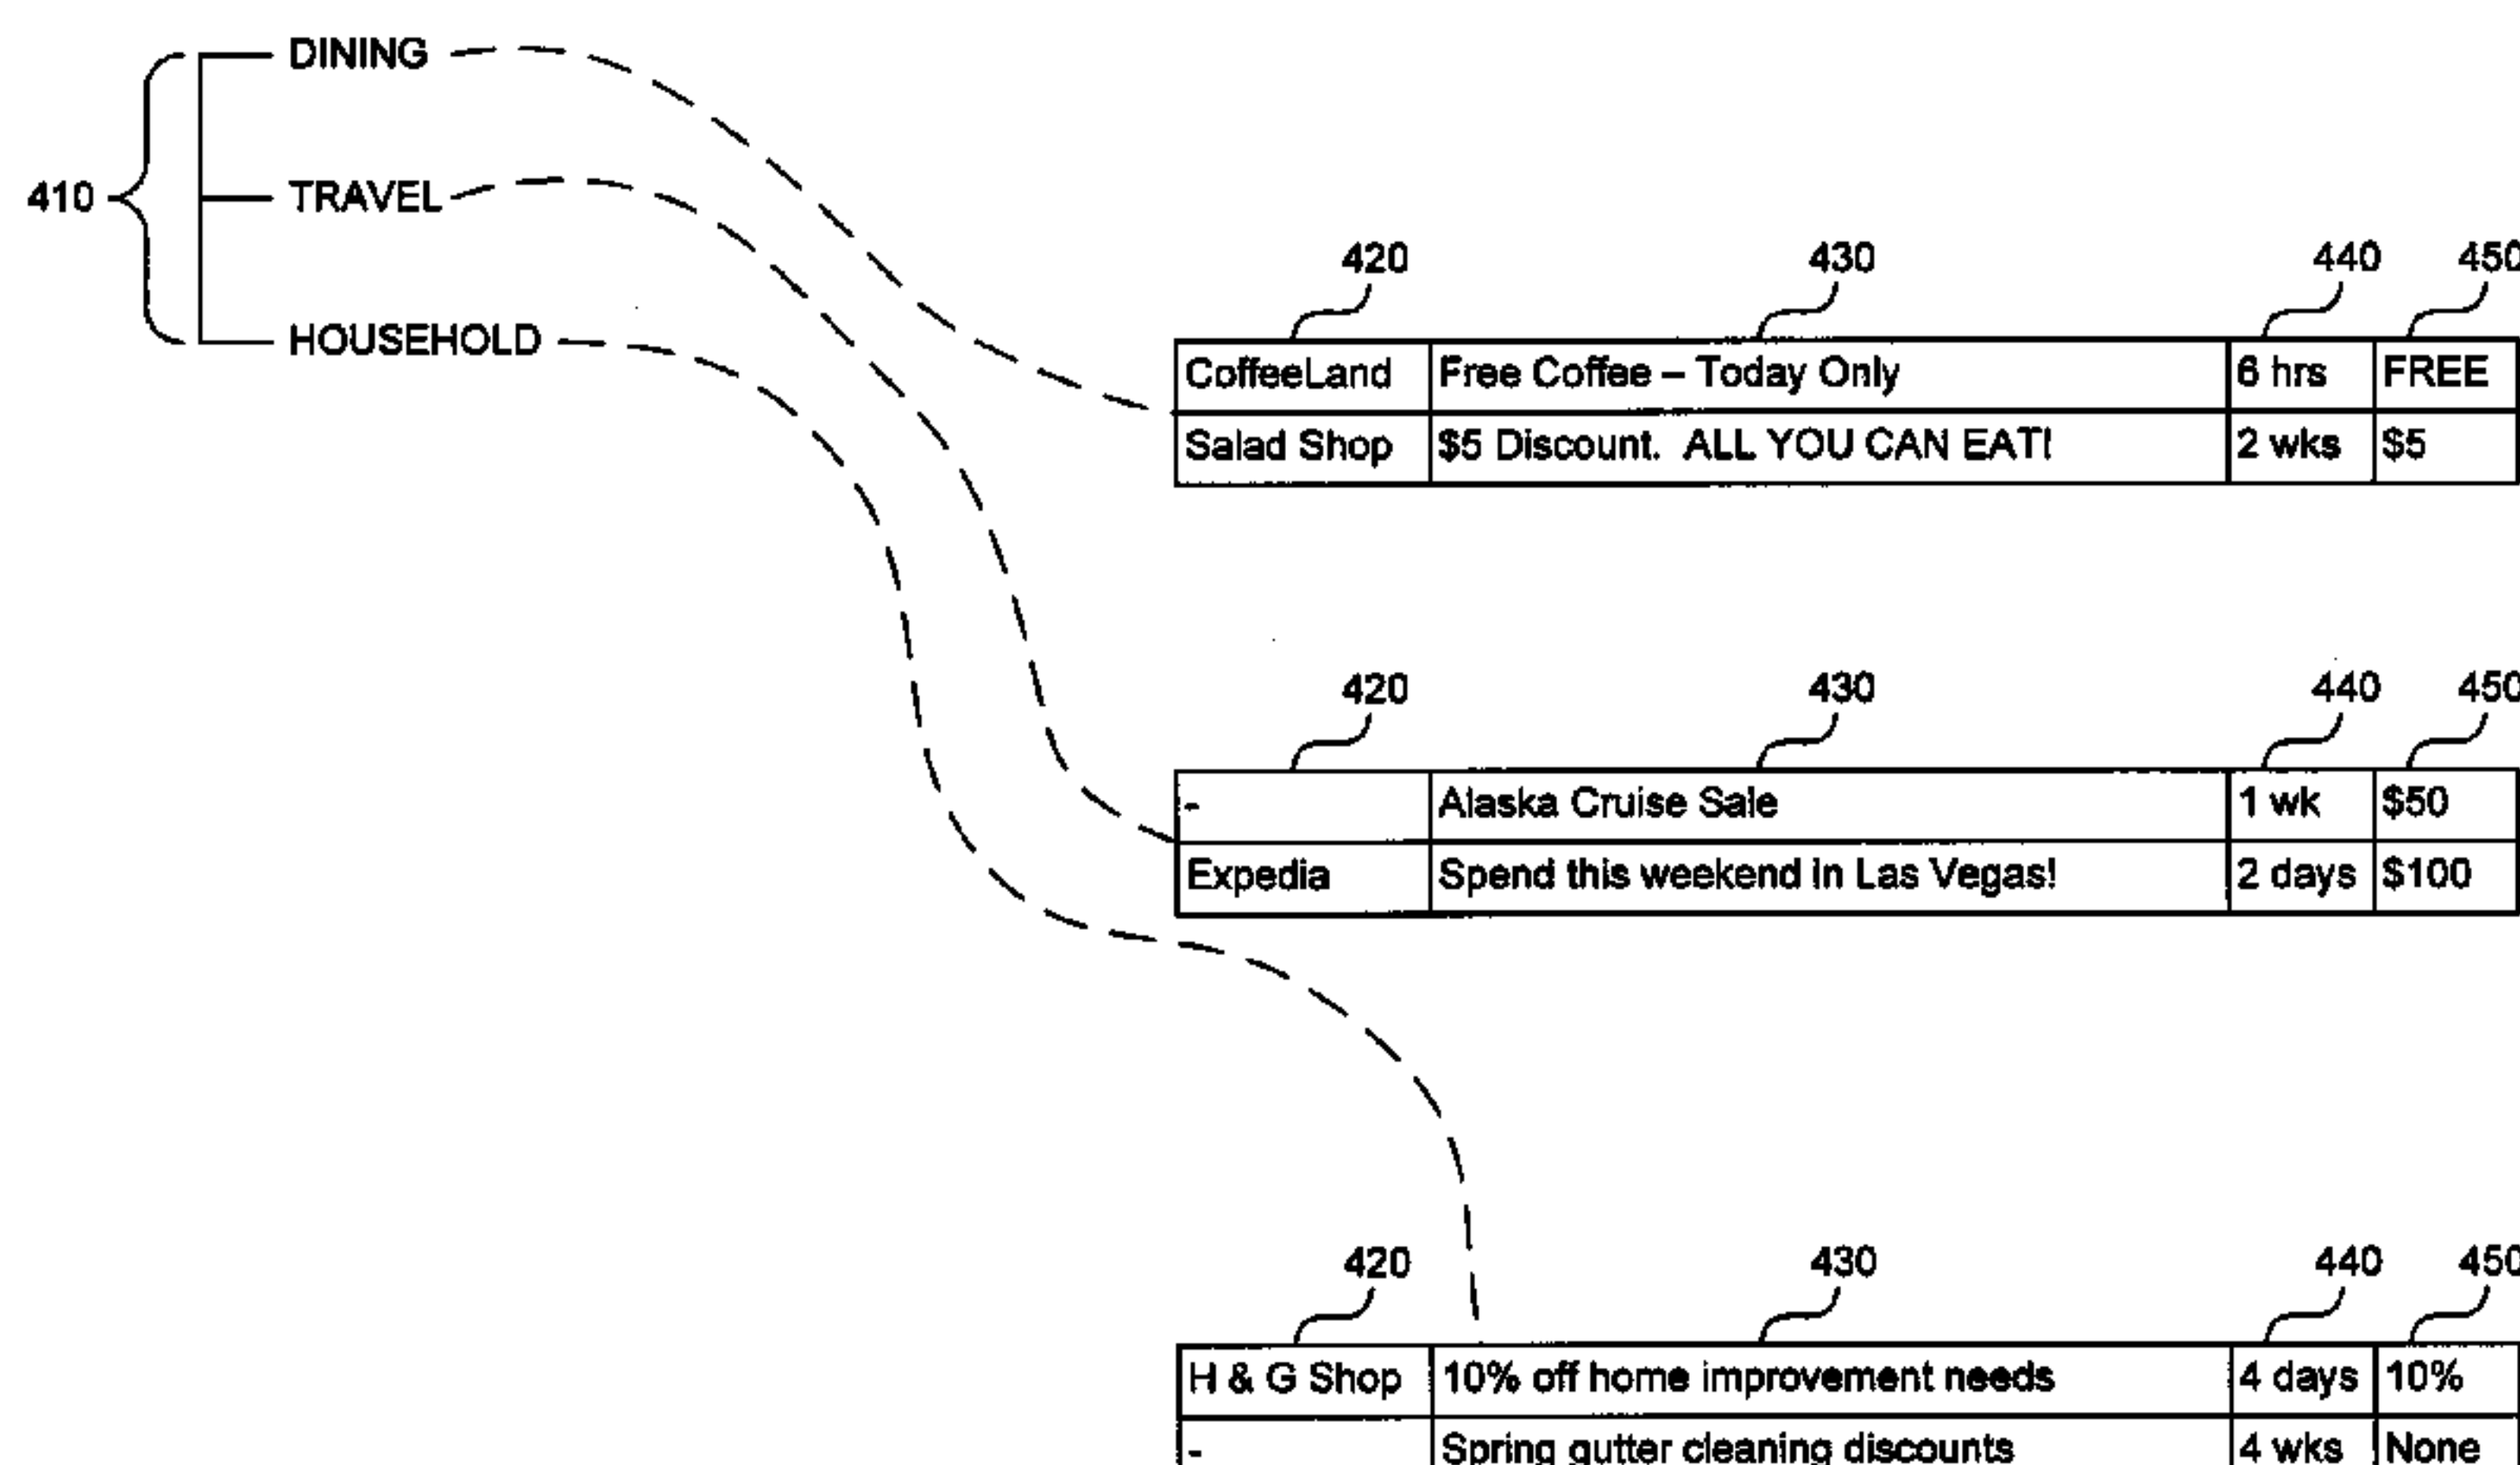 DINING
410 TRAVEL
HOUSEHOLD
420 430 440 450
CoffeeLand Free Coffee – Today Only 6 hrs FREE
Salad Shop $5 Discount. ALL YOU CAN EAT! 2 wks $5
420 430 440 450
- Alaska Cruise Sale 1 wk $50
Expedia Spend this weekend in Las Vegas! 2 days $100
420 430 440 450
H & G Shop 10% off home improvement needs 4 days 10%
- Spring gutter cleaning discounts 4 wks None